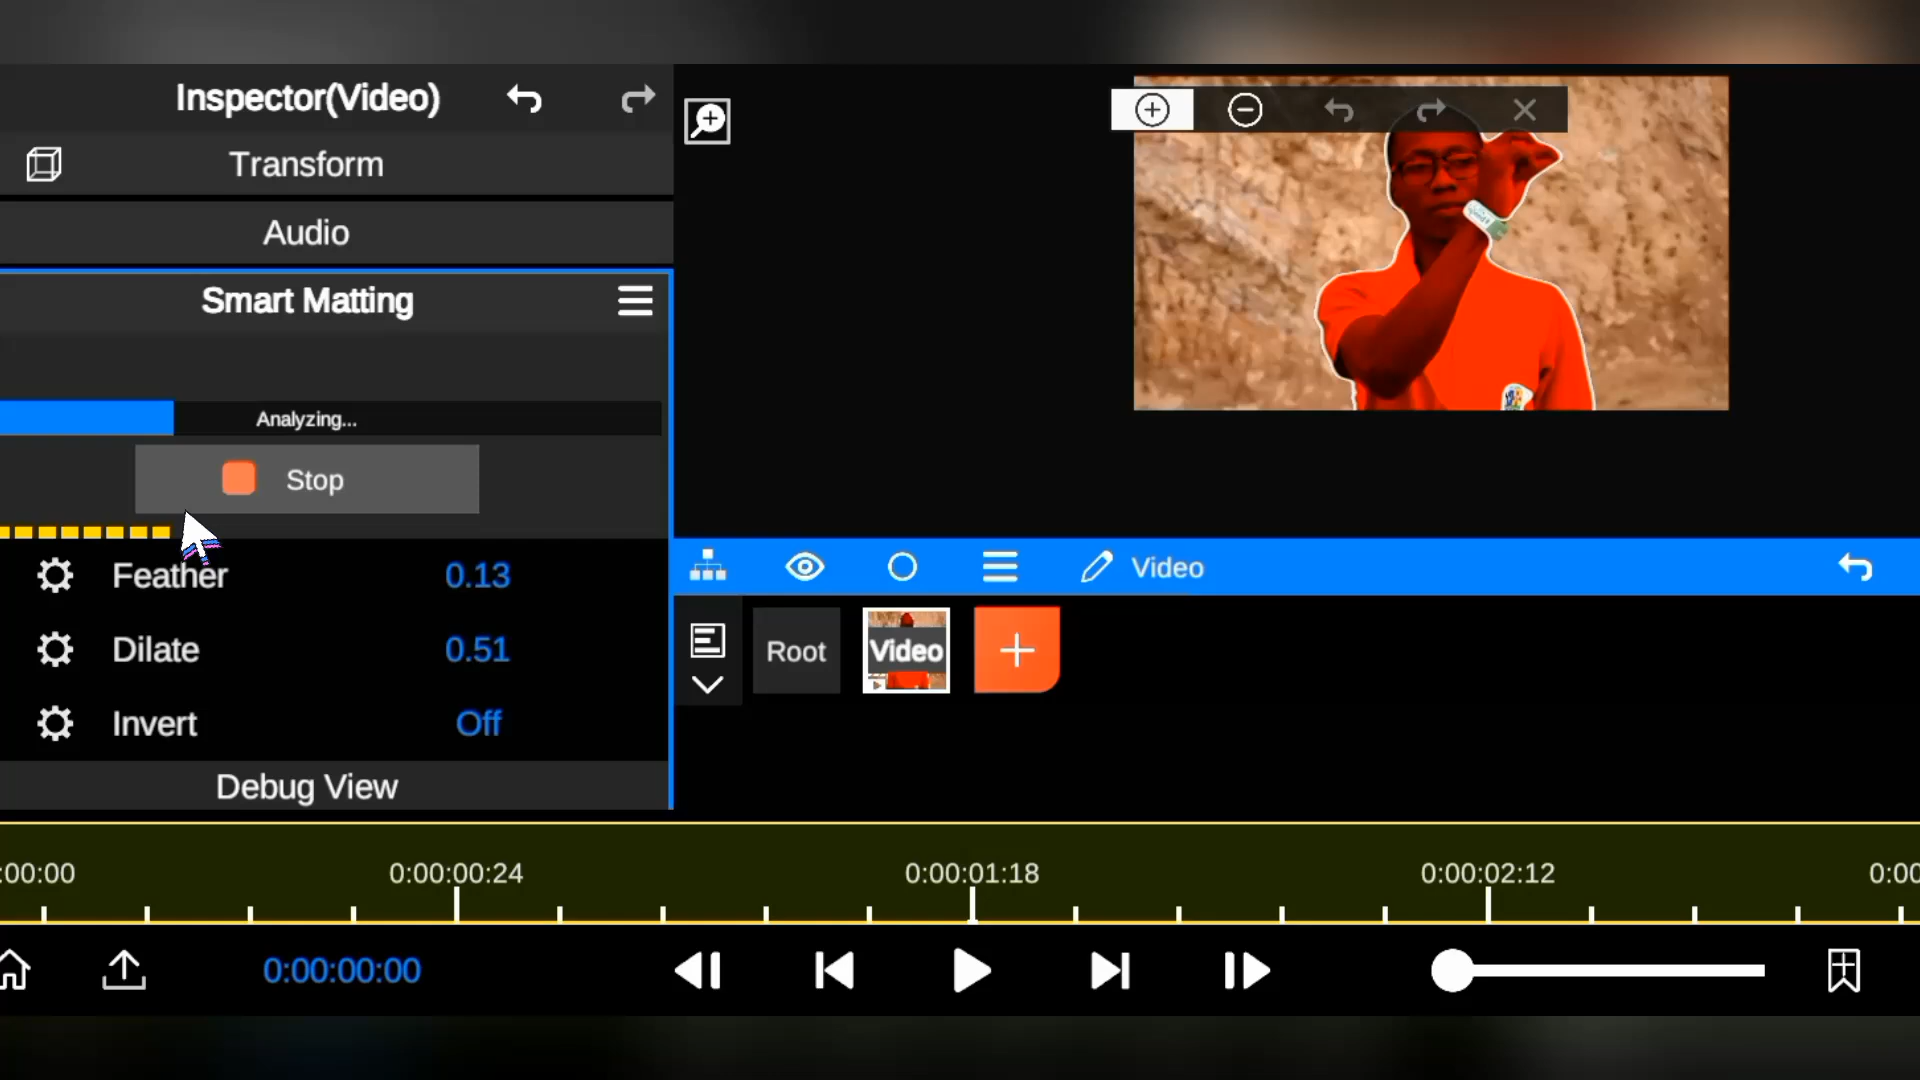 Inspector(Video)
Transform
Audio
Smart Matting
Analyzing...
Stop
Feather 0.13
Dilate 0.51
Invert Off
Debug View
Video
Root
Video
:00:00 0:00:00:24 0:00:01:18 0:00:02:12 0:00
0:00:00:00